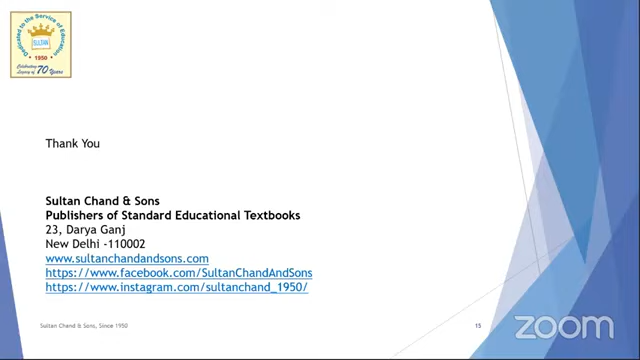 Dedicated to the Service of Education
SULTAN
1950
Celebrating
Legacy of 70 Years
Thank You
Sultan Chand & Sons
Publishers of Standard Educational Textbooks
23, Darya Ganj
New Delhi -110002
www.sultanchandandsons.com
https://www.facebook.com/SultanChandAndSons
https://www.instagram.com/sultanchand_1950/
Sultan Chand & Sons, Since 1950
15
zoom